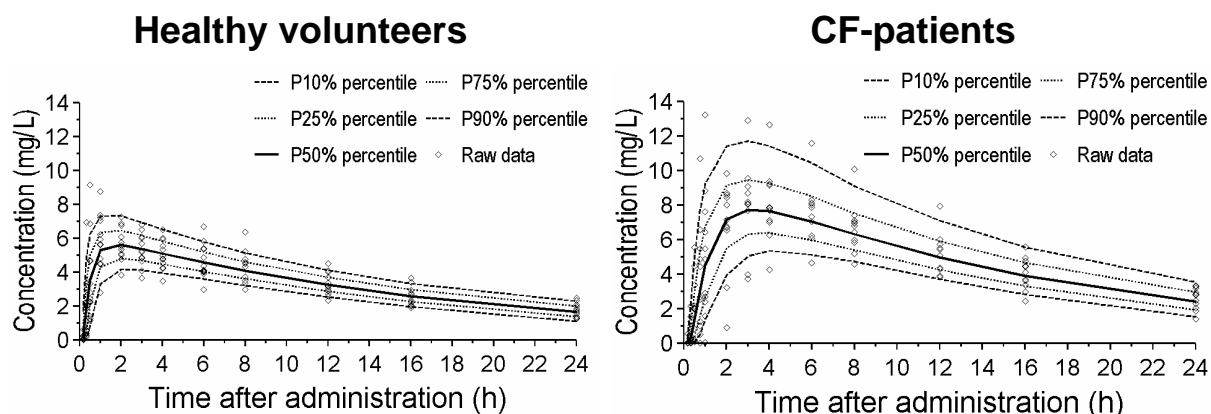 Healthy volunteers
P10% percentile P75% percentile
P25% percentile P90% percentile
P50% percentile Raw data
Concentration (mg/L)
14
12
10
8
6
4
2
0
0 2 4 6 8 10 12 14 16 18 20 22 24
Time after administration (h)
CF-patients
P10% percentile P75% percentile
P25% percentile P90% percentile
P50% percentile Raw data
Concentration (mg/L)
14
12
10
8
6
4
2
0
0 2 4 6 8 10 12 14 16 18 20 22 24
Time after administration (h)